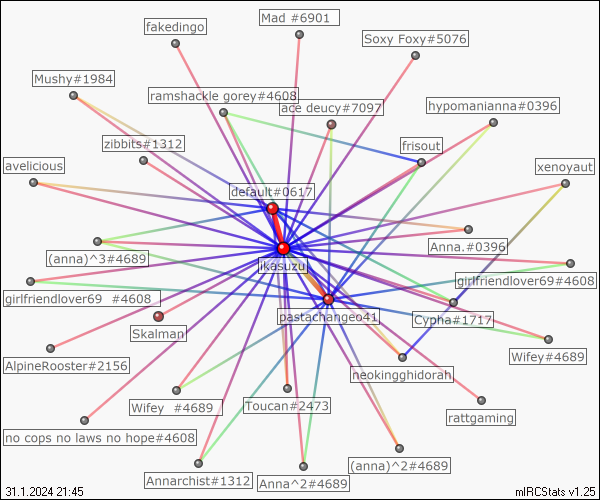 Mad #6901
fakedingo
Soxy Foxy#5076
Mushy#1984
ramshackle gorey#4608
ace deucy#7097
hypomanianna#0396
zibbits#1312
frisout
avelicious
xenoyaut
default#0617
Anna.#0396
(anna)^3#4689
ikasuzu
girlfriendlover69#4608
girlfriendlover69 #4608
pastachangeo41
Cypha#1717
Skalman
Wifey#4689
AlpineRooster#2156
neokingghidorah
Wifey #4689
Toucan#2473
rattgaming
no cops no laws no hope#4608
(anna)^2#4689
Annarchist#1312
Anna^2#4689
31.1.2024 21:45
mIRCStats v1.25